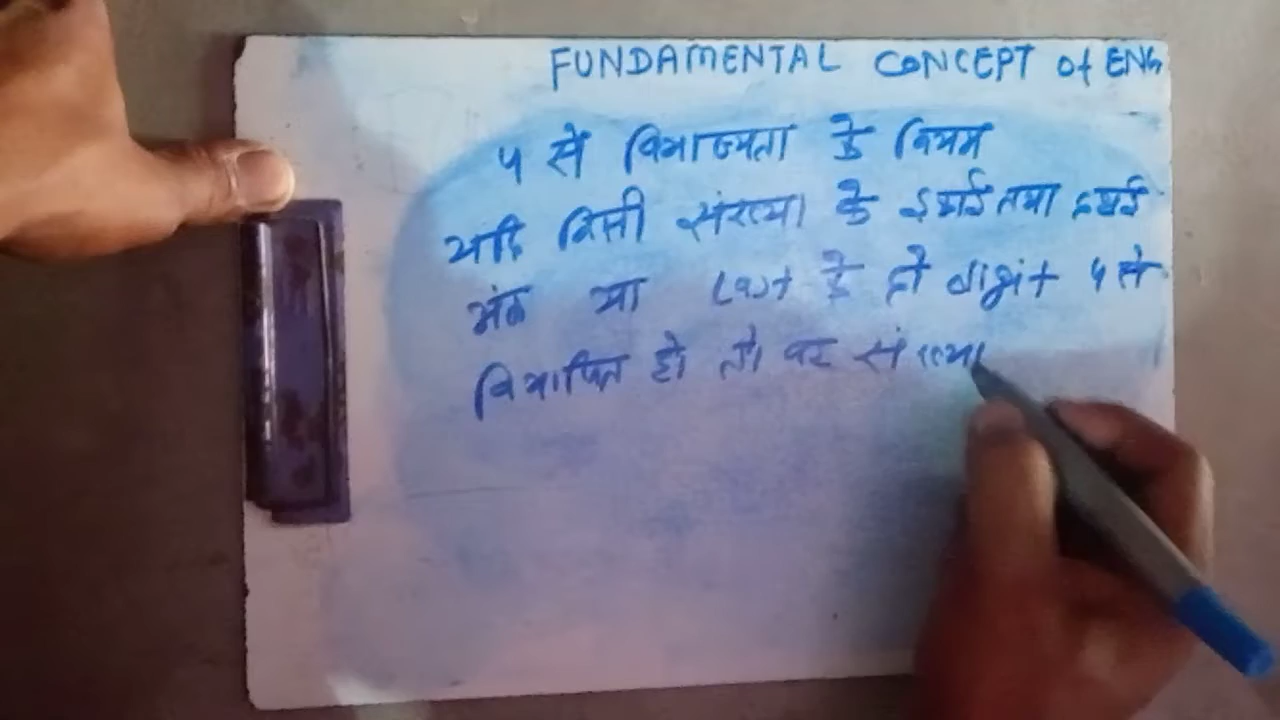 FUNDAMENTAL CONCEPT of ENG
4 से विभाज्यता के नियम
यदि किसी संख्या के इकाई तथा दहाई
अंक या Last के दो digit 4 से
विभाजित हो तो वह संख्या